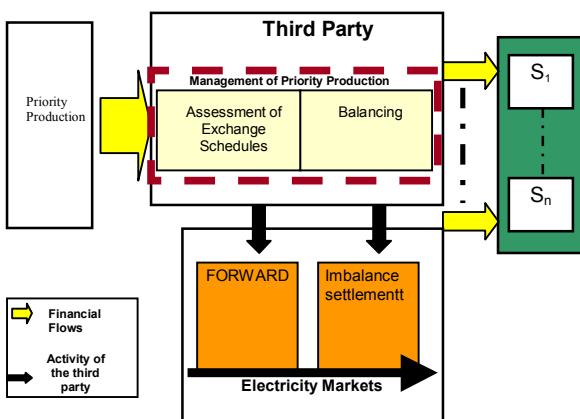 Third Party
Management of Priority Production
Priority
Production
Assessment of
Exchange
Schedules
Balancing
S1
Sn
FORWARD
Imbalance
settlementt
Electricity Markets
Financial
Flows
Activity of
the third
party